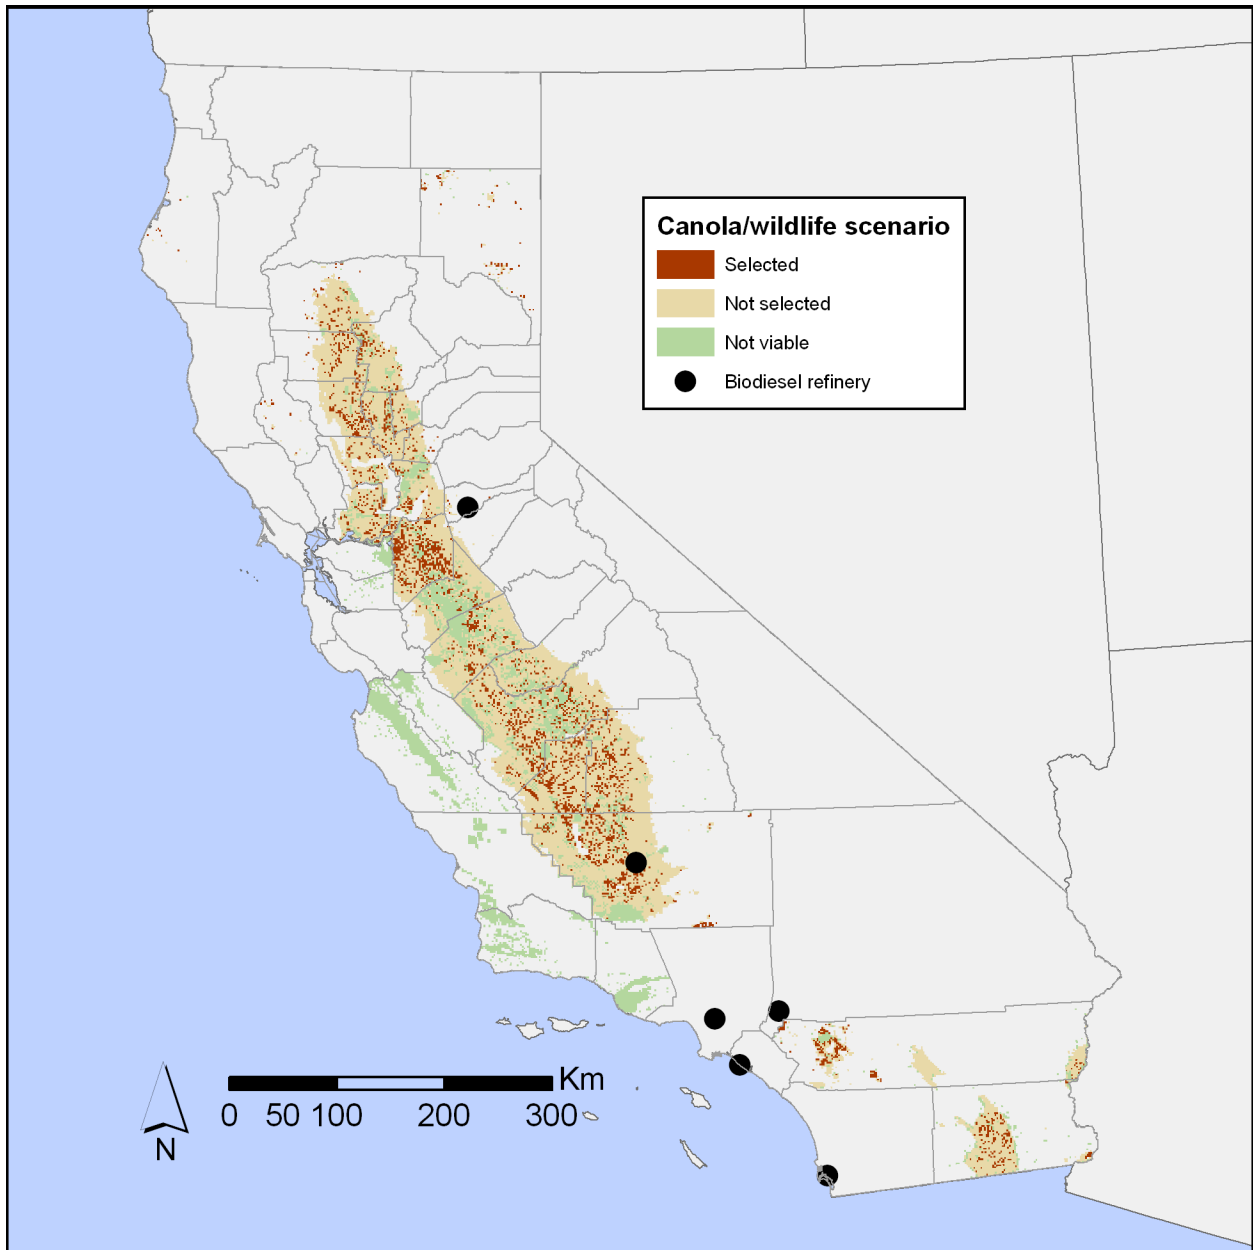 Canola/wildlife scenario
Selected
Not selected
Not viable
Biodiesel refinery
Km
0 50 100 200 300
N